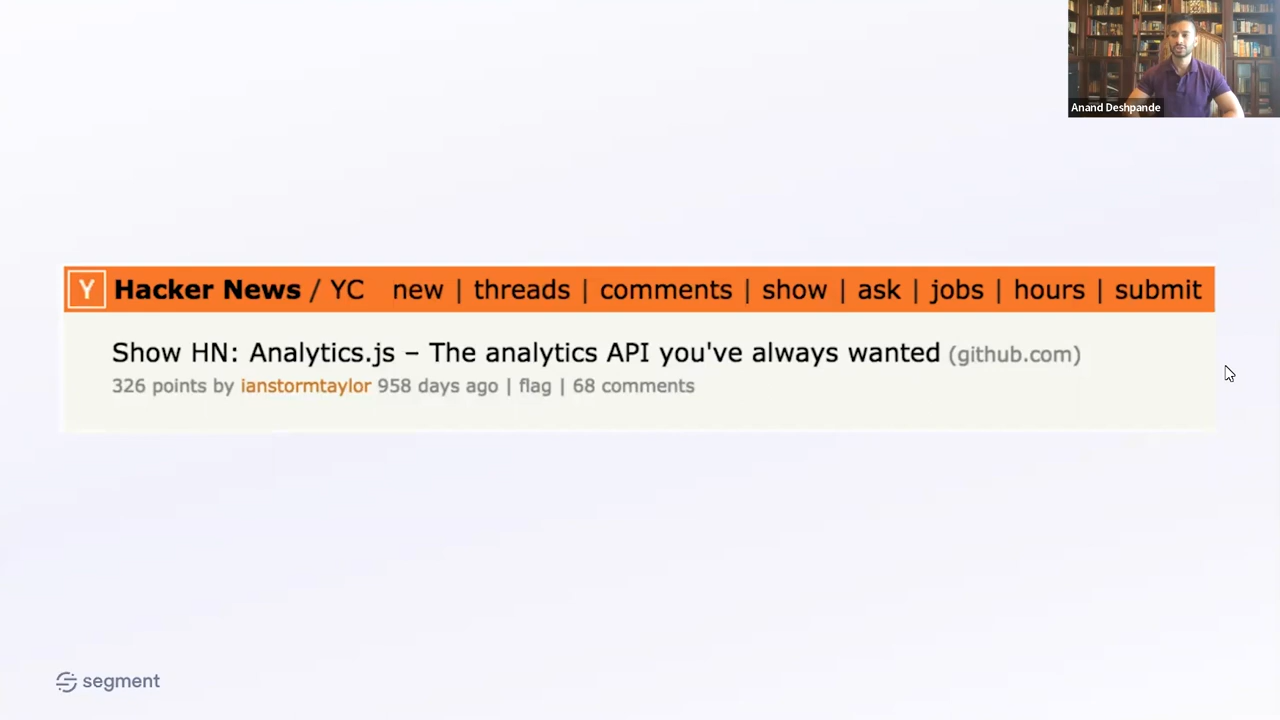 Anand Deshpande
Y Hacker News / YC new | threads | comments | show | ask | jobs | hours | submit
Show HN: Analytics.js – The analytics API you've always wanted (github.com)
326 points by ianstormtaylor 958 days ago | flag | 68 comments
segment